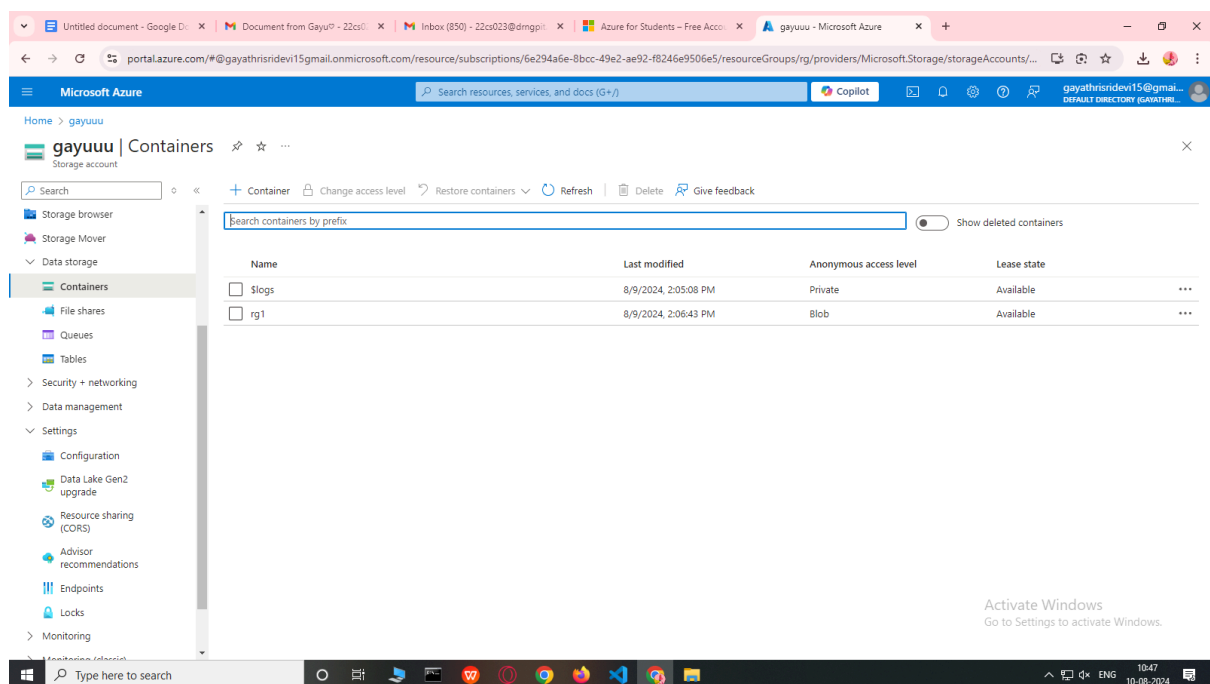 Untitled document - Google Do
Document from Gayu♡ - 22cs0
Inbox (850) - 22cs023@drngpit.
Azure for Students – Free Acco
gayuuu - Microsoft Azure
portal.azure.com/#@gayathrisridevi15gmail.onmicrosoft.com/resource/subscriptions/6e294a6e-8bcc-49e2-ae92-f8246e9506e5/resourceGroups/rg/providers/Microsoft.Storage/storageAccounts/...
Microsoft Azure
Search resources, services, and docs (G+/)
Copilot
gayathrisridevi15@gmai...
DEFAULT DIRECTORY (GAYATHRI...
Home > gayuuu
gayuuu | Containers
Storage account
Search
+ Container
Change access level
Restore containers
Refresh
Delete
Give feedback
Storage browser
Storage Mover
Data storage
Containers
File shares
Queues
Tables
Security + networking
Data management
Settings
Configuration
Data Lake Gen2
upgrade
Resource sharing
(CORS)
Advisor
recommendations
Endpoints
Locks
Monitoring
Monitoring (classic)
Search containers by prefix
Show deleted containers
Name Last modified Anonymous access level Lease state
$logs 8/9/2024, 2:05:08 PM Private Available
rg1 8/9/2024, 2:06:43 PM Blob Available
Activate Windows
Go to Settings to activate Windows.
Type here to search
ENG
10:47
10-08-2024